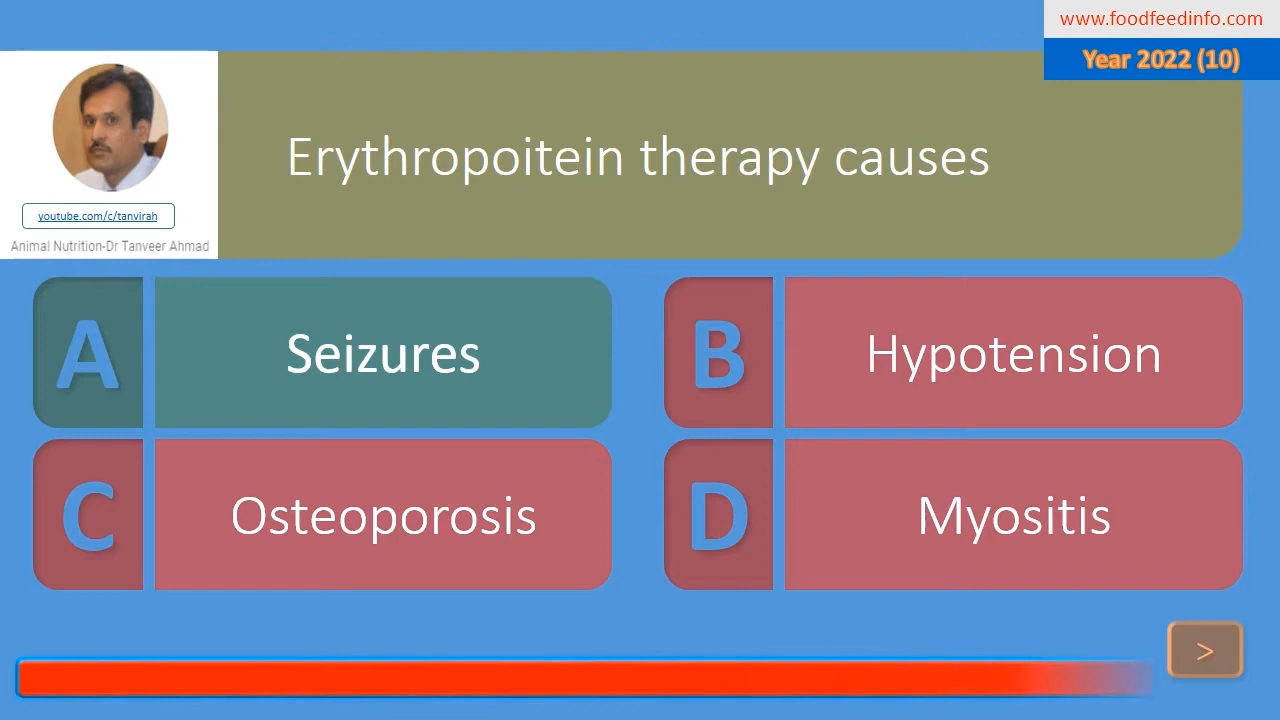 www.foodfeedinfo.com
Year 2022 (10)
Erythropoitein therapy causes
youtube.com/c/tanvirah
Animal Nutrition-Dr Tanveer Ahmad
A
Seizures
B
Hypotension
C
Osteoporosis
D
Myositis
>